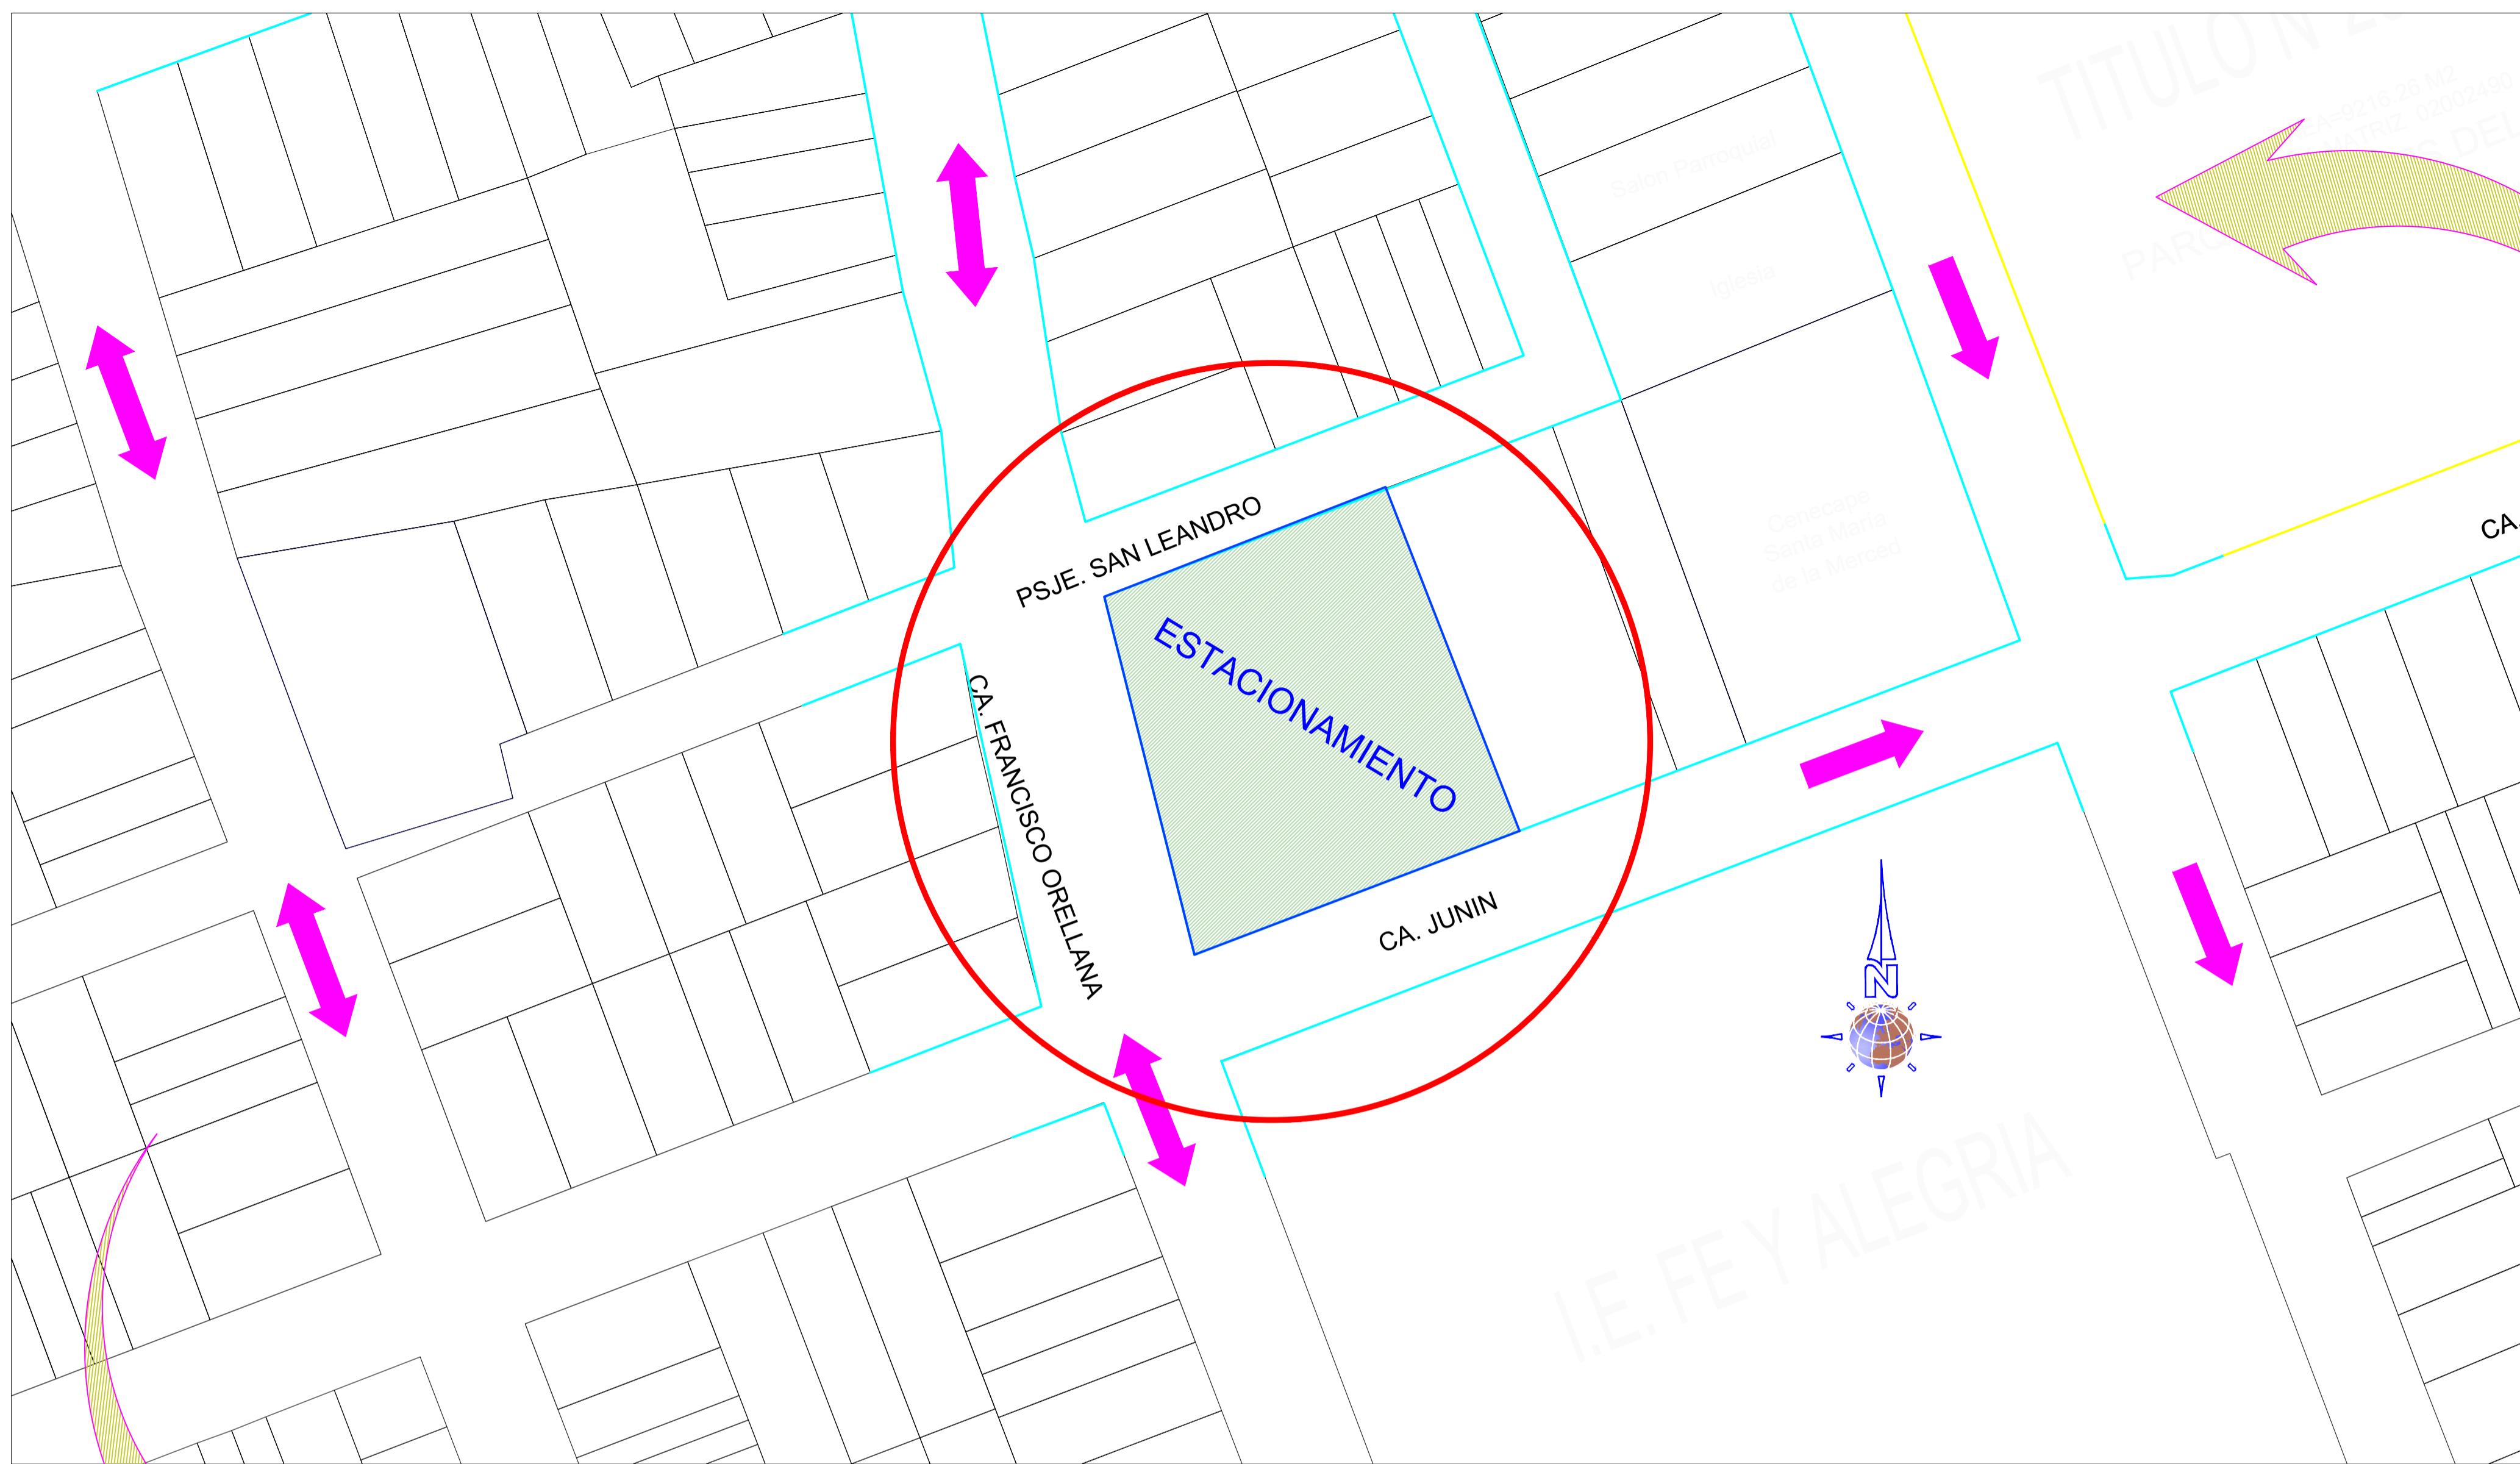 TITULO N
Salon Parroquial
Iglesia
PSJE. SAN LEANDRO
Cenecape
Santa Maria
de la Merced
CA.
ESTACIONAMIENTO
CA. FRANCISCO ORELLANA
CA. JUNIN
N
I.E. FE Y ALEGRIA